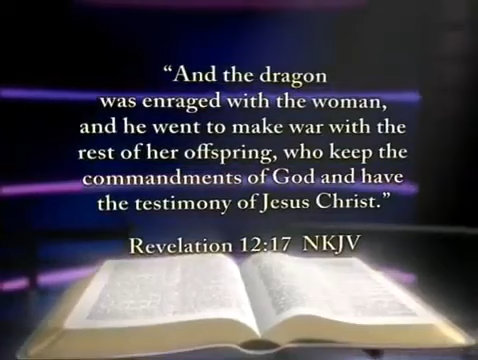 “And the dragon
was enraged with the woman,
and he went to make war with the
rest of her offspring, who keep the
commandments of God and have
the testimony of Jesus Christ.”
Revelation 12:17 NKJV